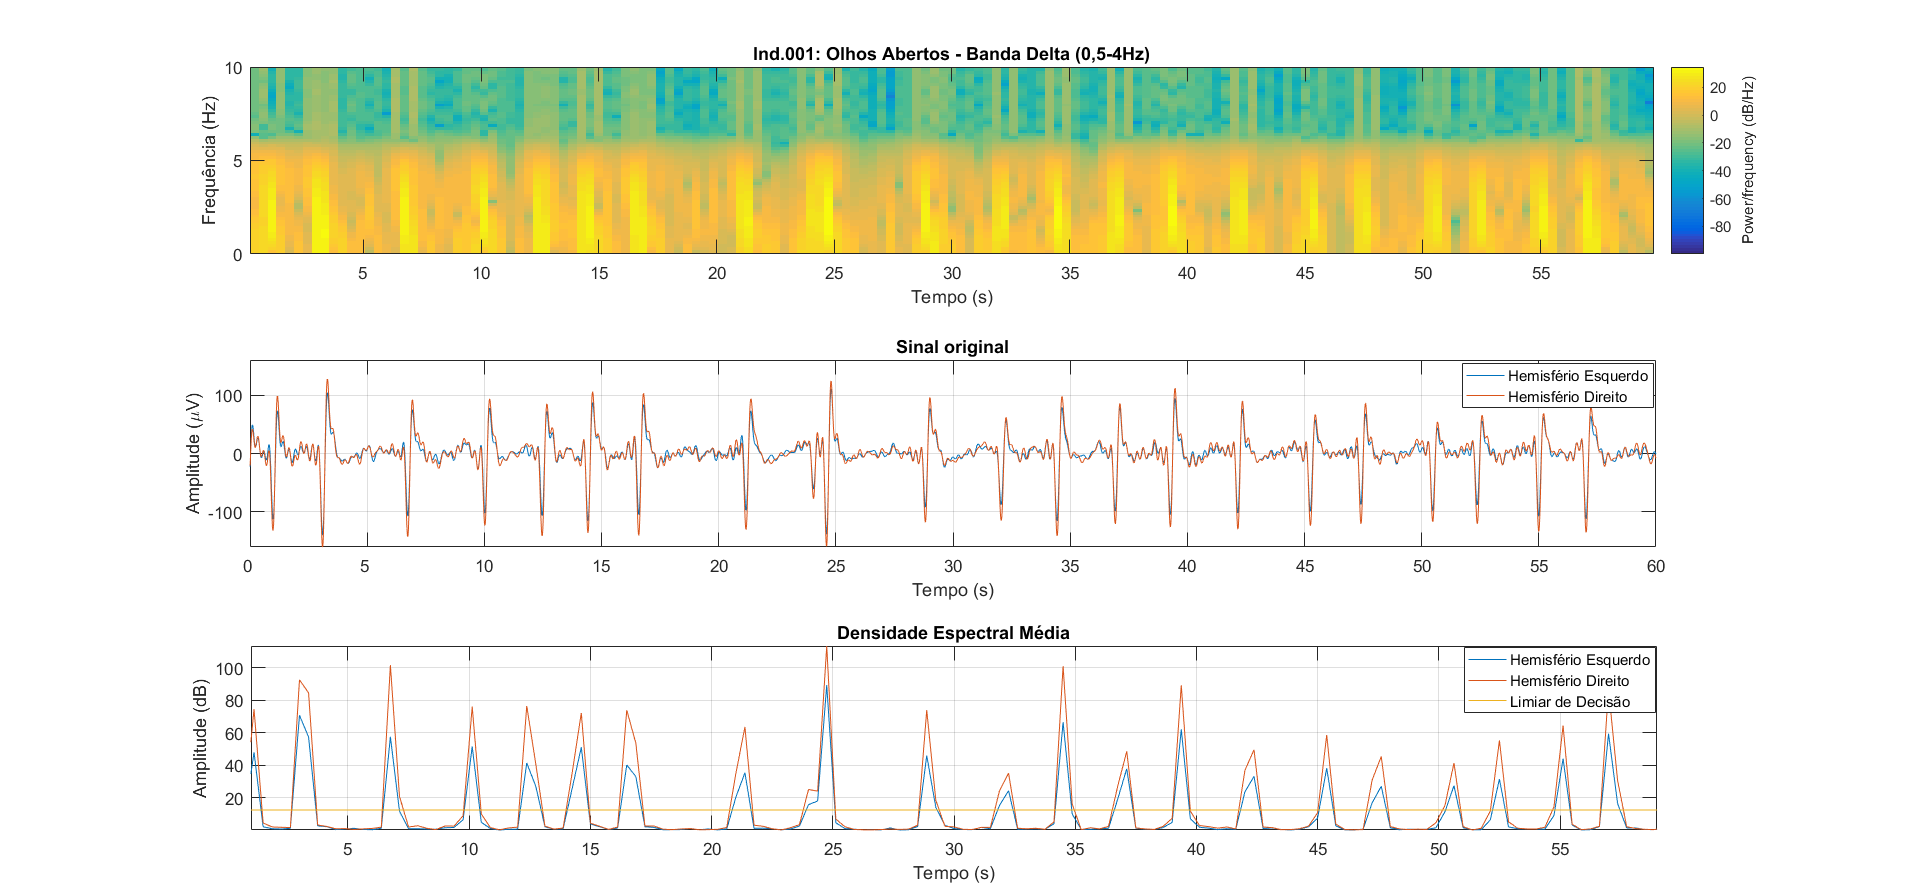 Ind.001: Olhos Abertos - Banda Delta (0,5-4Hz)
10
5
0
Frequência (Hz)
5 10 15 20 25 30 35 40 45 50 55
Tempo (s)
20
0
-20
-40
-60
-80
Power/frequency (dB/Hz)
Sinal original
100
0
-100
Amplitude (μV)
Hemisfério Esquerdo
Hemisfério Direito
0 5 10 15 20 25 30 35 40 45 50 55 60
Tempo (s)
Densidade Espectral Média
100
80
60
40
20
Amplitude (dB)
Hemisfério Esquerdo
Hemisfério Direito
Limiar de Decisão
5 10 15 20 25 30 35 40 45 50 55
Tempo (s)